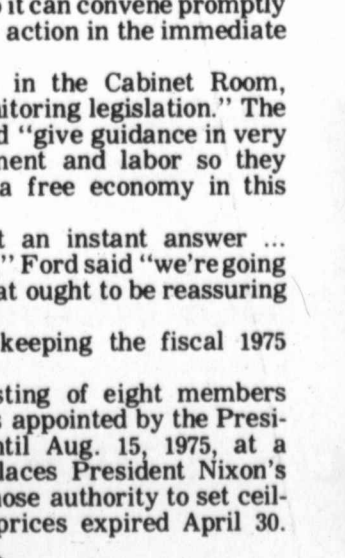 it can convene promptly
action in the immediate
in the Cabinet Room,
itoring legislation." The
"give guidance in very
ment and labor so they
a free economy in this
t an instant answer ...
" Ford said "we're going
at ought to be reassuring
keeping the fiscal 1975
sting of eight members
appointed by the Presi-
ntil Aug. 15, 1975, at a
laces President Nixon's
hose authority to set ceil-
prices expired April 30.